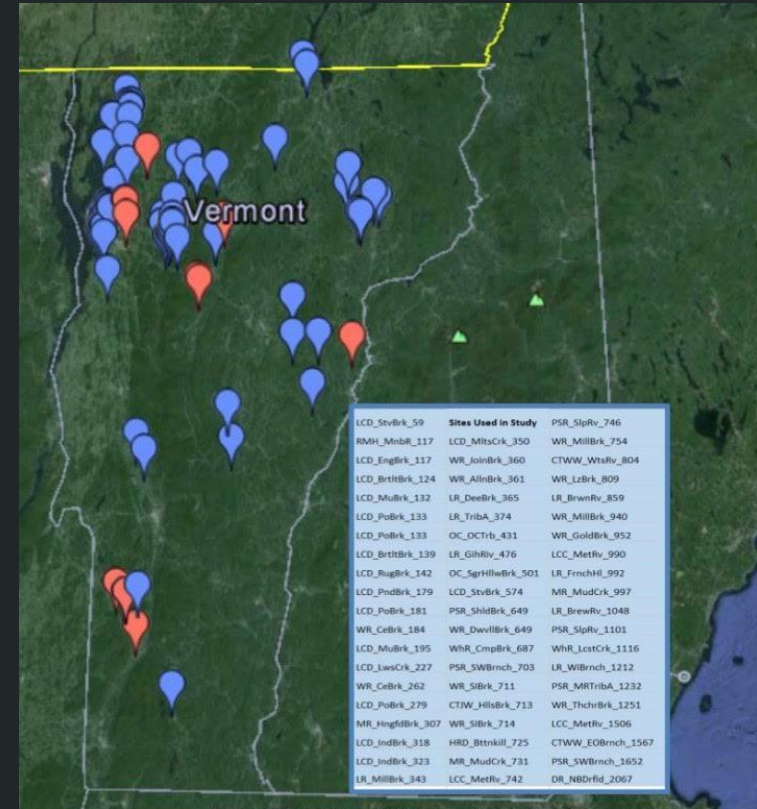 Vermont
LCD_StvBrk_59 Sites Used in Study PSR_SlpRv_746
RMH_MnbR_117 LCD_MltsCrk_350 WR_MillBrk_754
LCD_EngBrk_117 WR_JoinBrk_360 CTWW_WtsRv_804
LCD_BrtltBrk_124 WR_AllnBrk_361 WR_LzBrk_809
LCD_MuBrk_132 LR_DeeBrk_365 LR_BrwnRv_859
LCD_PoBrk_133 LR_TribA_374 WR_MillBrk_940
LCD_PoBrk_133 OC_OCTrb_431 WR_GoldBrk_952
LCD_BrtltBrk_139 LR_GihRiv_476 LCC_MetRv_990
LCD_RugBrk_142 OC_SgrHllwBrk_501 LR_FrnchHl_992
LCD_PndBrk_179 LCD_StvBrk_574 MR_MudCrk_997
LCD_PoBrk_181 PSR_ShldBrk_649 LR_BrewRv_1048
WR_CeBrk_184 WR_DwvllBrk_649 PSR_SlpRv_1101
LCD_MuBrk_195 WhR_CmpBrk_687 WhR_LcstCrk_1116
LCD_LwsCrk_227 PSR_SWBrnch_703 LR_WiBrnch_1212
WR_CeBrk_262 WR_SlBrk_711 PSR_MRTribA_1232
LCD_PoBrk_279 CTJW_HllsBrk_713 WR_ThchrBrk_1251
MR_HngfdBrk_307 WR_SlBrk_714 LCC_MetRv_1506
LCD_IndBrk_318 HRD_Bttnkill_725 CTWW_EOBrnch_1567
LCD_IndBrk_323 MR_MudCrk_731 PSR_SWBrnch_1652
LR_MillBrk_343 LCC_MetRv_742 DR_NBDrfld_2067